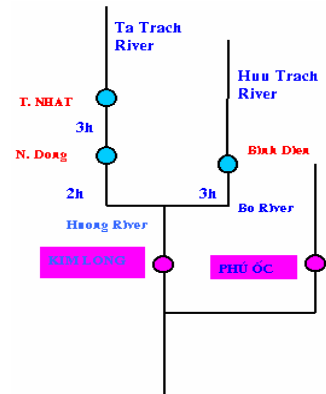 Ta Trach
River
Huu Trach
River
T. NHAT
3h
N. Dong
Binh Dien
2h
3h
Bo River
Huong River
KIM LONG
PHÚ ỐC